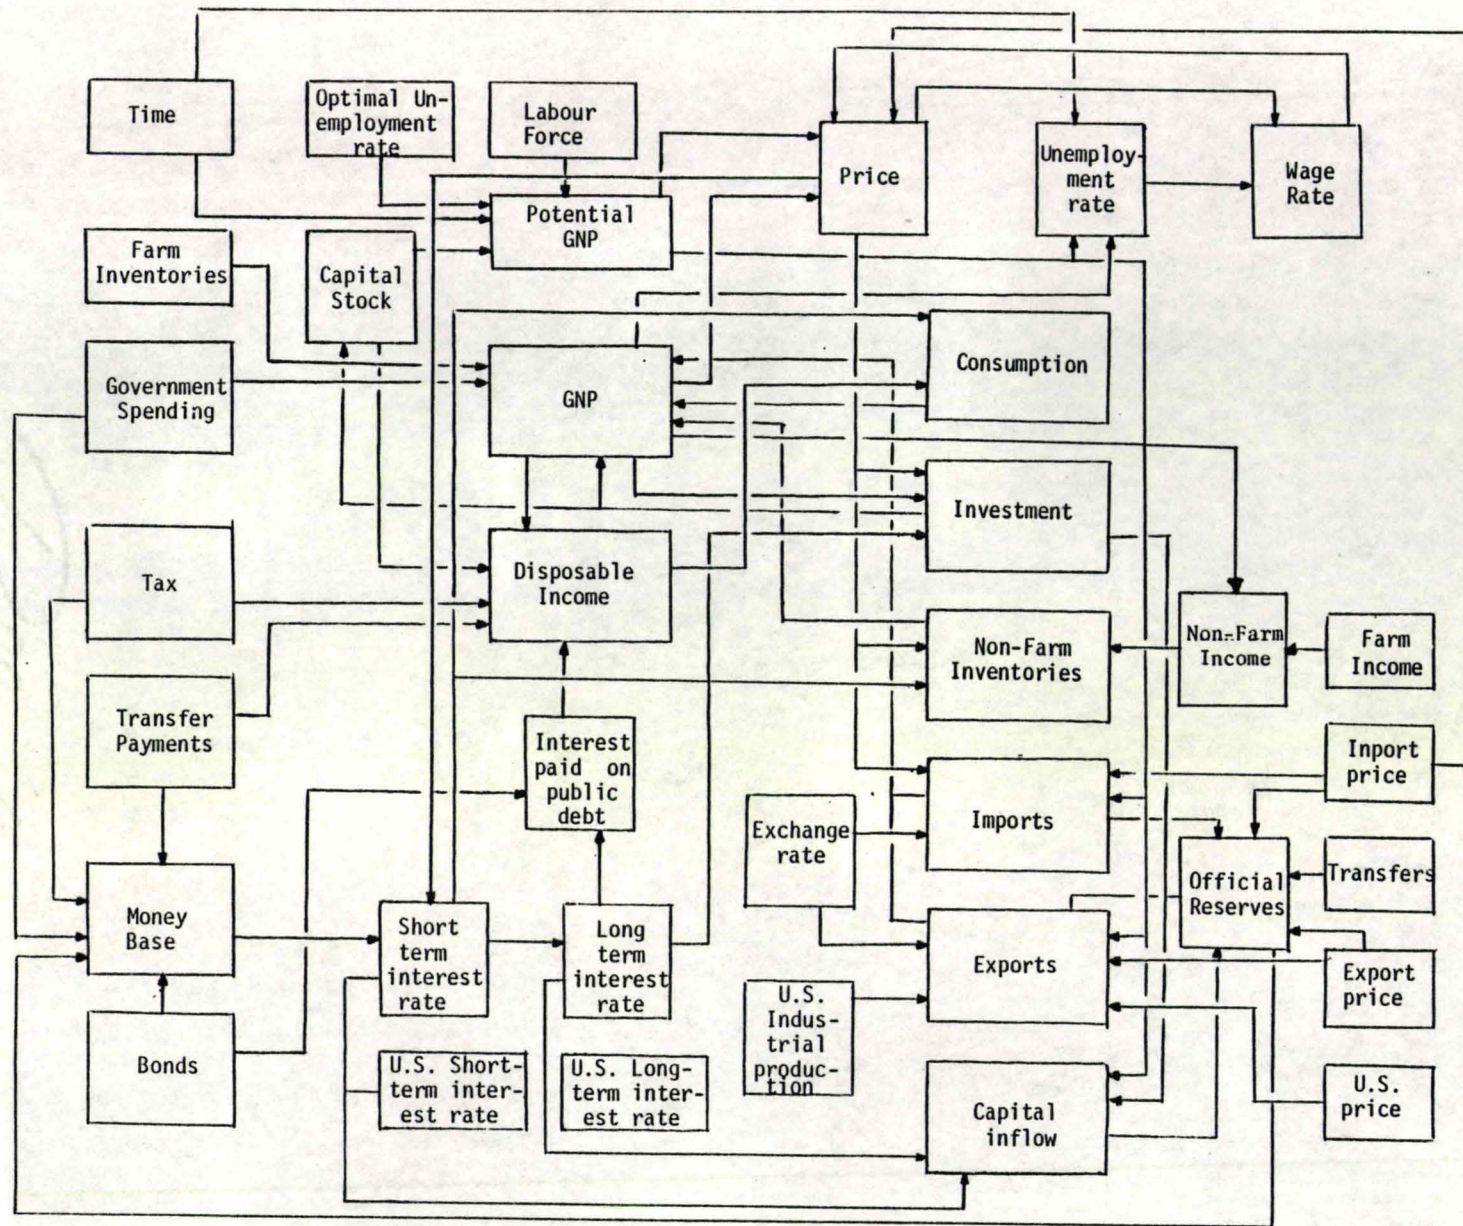 Time
Optimal Un-
employment
rate
Labour
Force
Price
Unemploy-
ment
rate
Wage
Rate
Potential
GNP
Farm
Inventories
Capital
Stock
Government
Spending
GNP
Consumption
Investment
Tax
Disposable
Income
Non-Farm
Inventories
Non-Farm
Income
Farm
Income
Transfer
Payments
Interest
paid on
public
debt
Inport
price
Exchange
rate
Imports
Official
Reserves
Transfers
Money
Base
Short
term
interest
rate
Long
term
interest
rate
Exports
Export
price
U.S.
Indus-
trial
produc-
tion
Bonds
U.S. Short-
term inter-
est rate
U.S. Long-
term inter-
est rate
Capital
inflow
U.S.
price